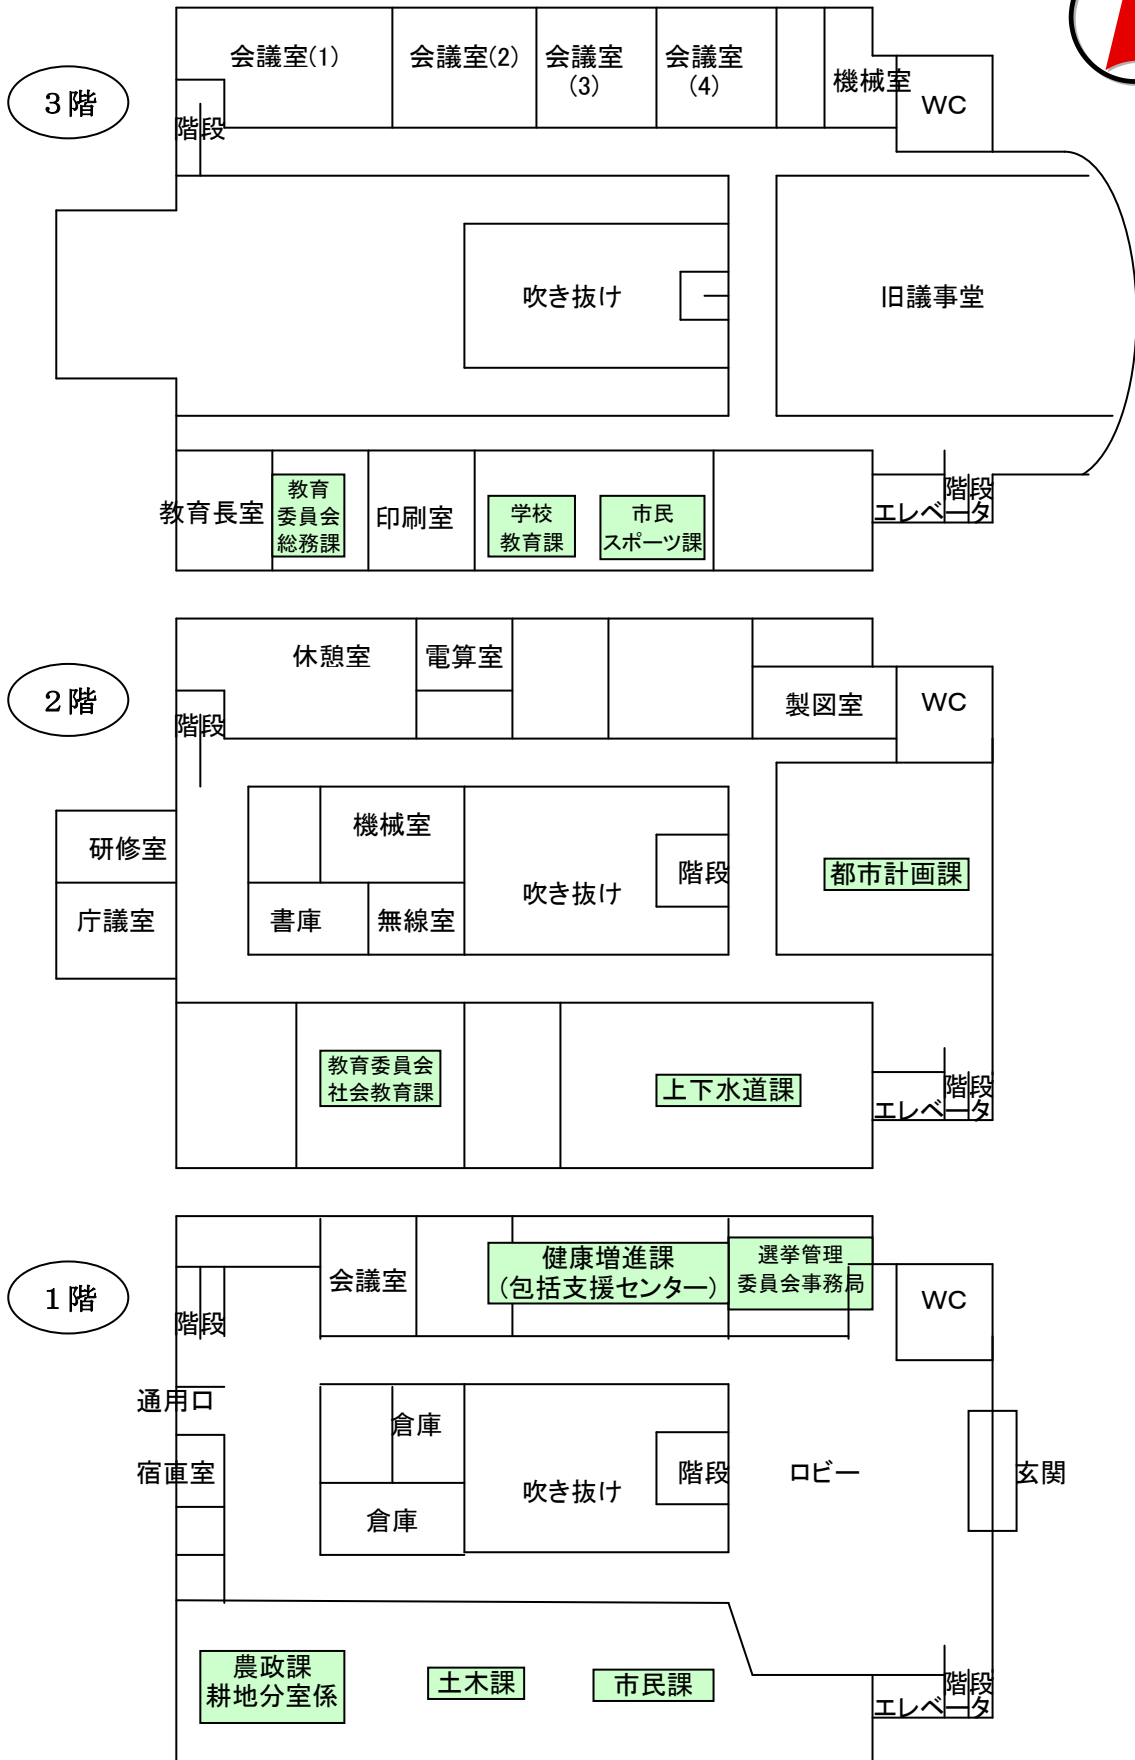 会議室(1)
会議室(2)
会議室
(3)
会議室
(4)
機械室
WC
3階
階段
吹き抜け
旧議事堂
教育長室
教育
委員会
総務課
印刷室
学校
教育課
市民
スポーツ課
階段
エレベータ
休憩室
電算室
製図室
WC
2階
階段
研修室
庁議室
機械室
書庫
無線室
吹き抜け
階段
都市計画課
教育委員会
社会教育課
上下水道課
階段
エレベータ
1階
会議室
健康増進課
(包括支援センター)
選挙管理
委員会事務局
WC
階段
通用口
宿直室
倉庫
倉庫
吹き抜け
階段
ロビー
玄関
農政課
耕地分室係
土木課
市民課
階段
エレベータ